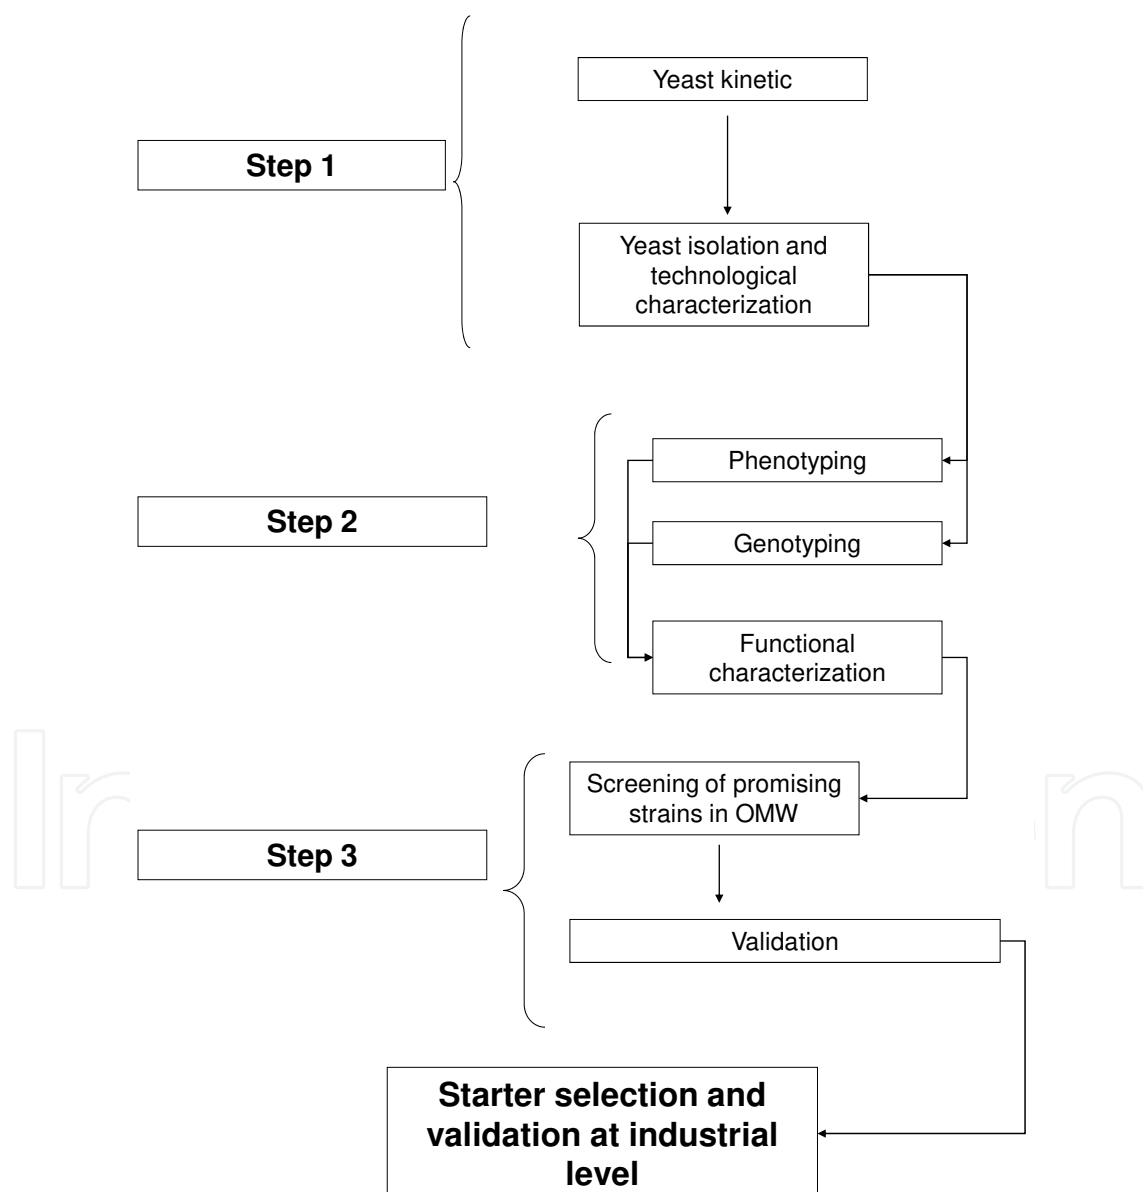 Yeast kinetic
Step 1
Yeast isolation and
technological
characterization
Phenotyping
Step 2
Genotyping
Functional
characterization
Screening of promising
strains in OMW
Step 3
Validation
Starter selection and
validation at industrial
level